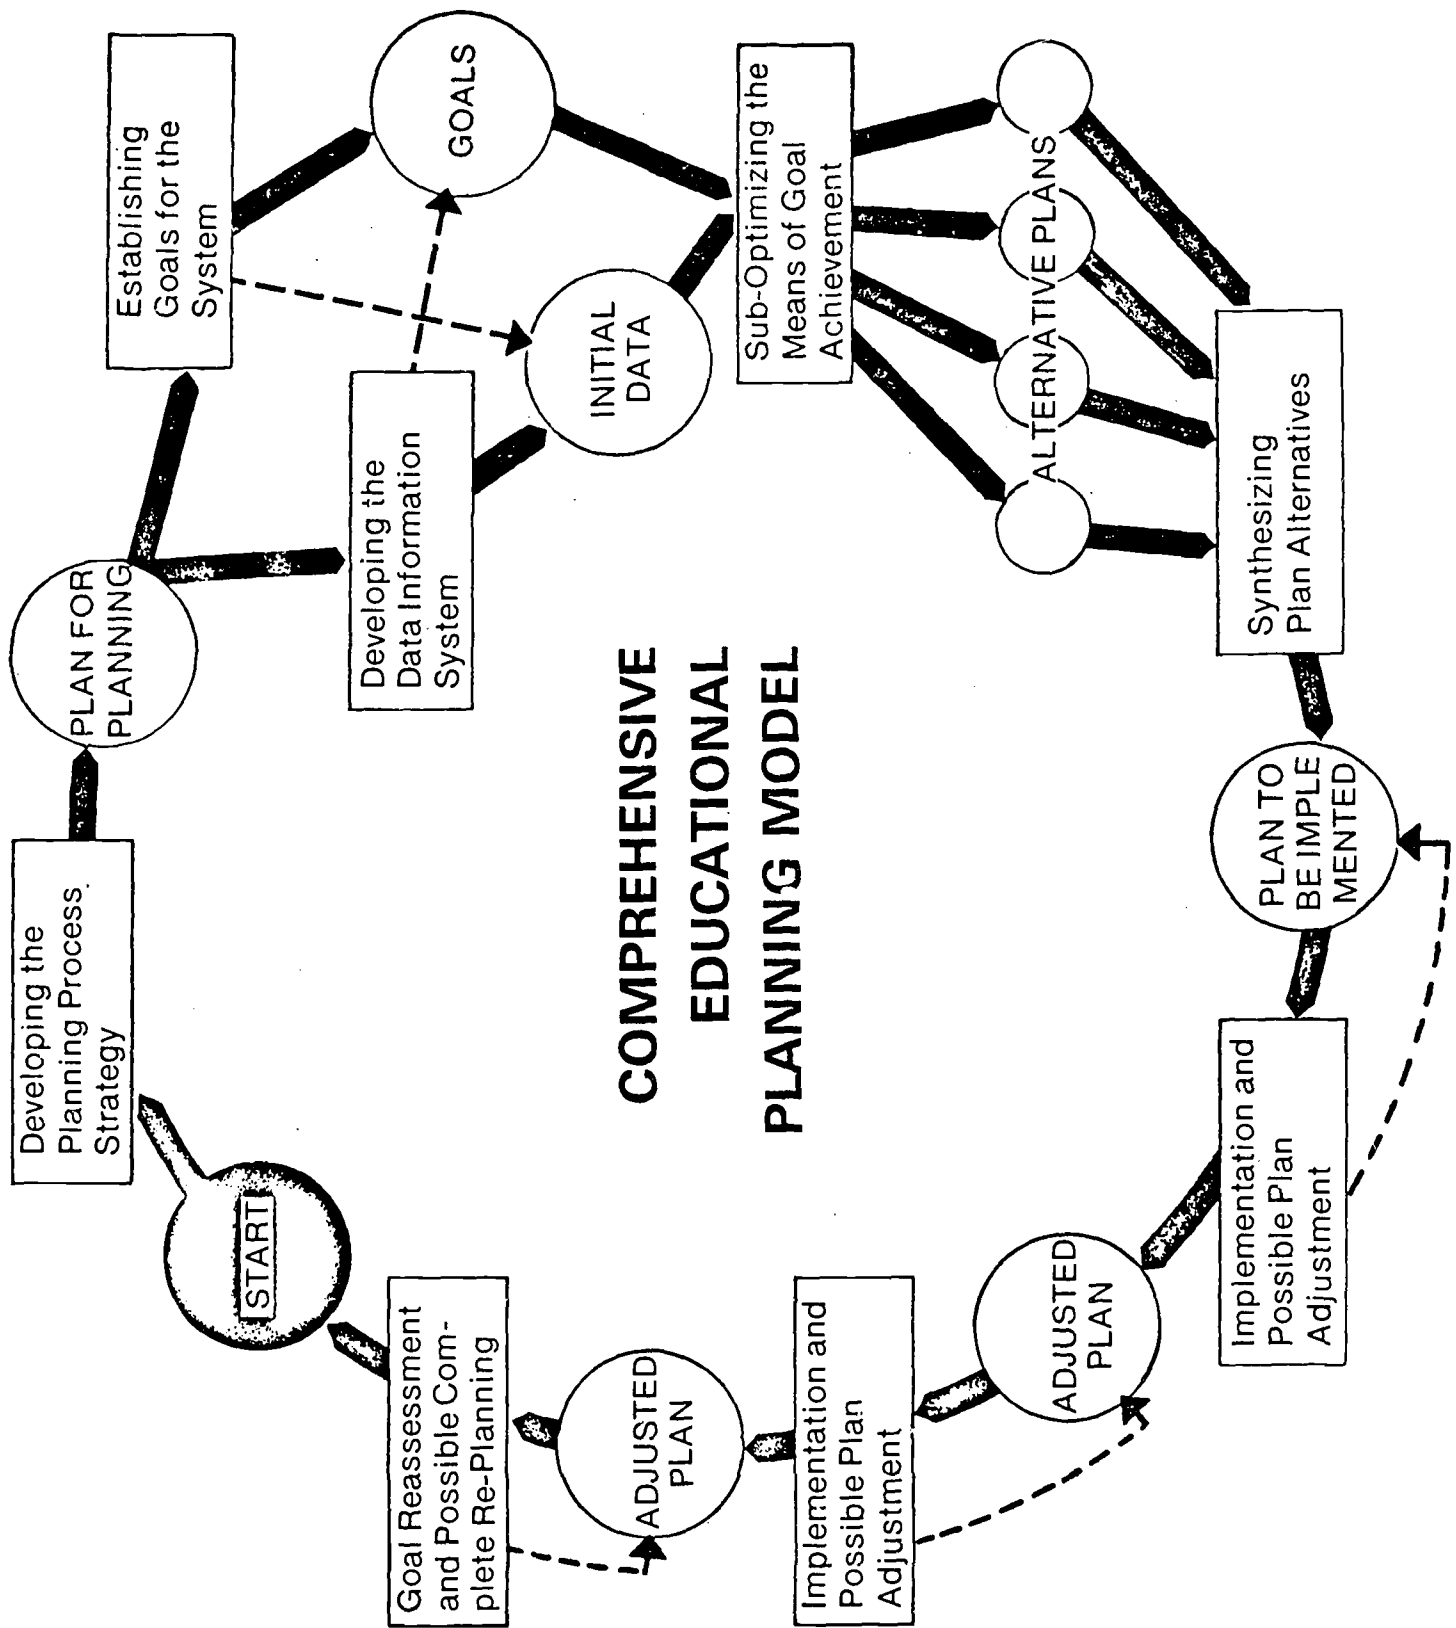 COMPREHENSIVE
EDUCATIONAL
PLANNING MODEL
START
Developing the
Planning Process
Strategy
PLAN FOR
PLANNING
Establishing
Goals for the
System
GOALS
Developing the
Data Information
System
INITIAL
DATA
Sub-Optimizing the
Means of Goal
Achievement
ALTERNATIVE PLANS
Synthesizing
Plan Alternatives
PLAN TO
BE IMPLE
MENTED
Implementation and
Possible Plan
Adjustment
ADJUSTED
PLAN
Implementation and
Possible Plan
Adjustment
ADJUSTED
PLAN
Goal Reassessment
and Possible Com-
plete Re-Planning